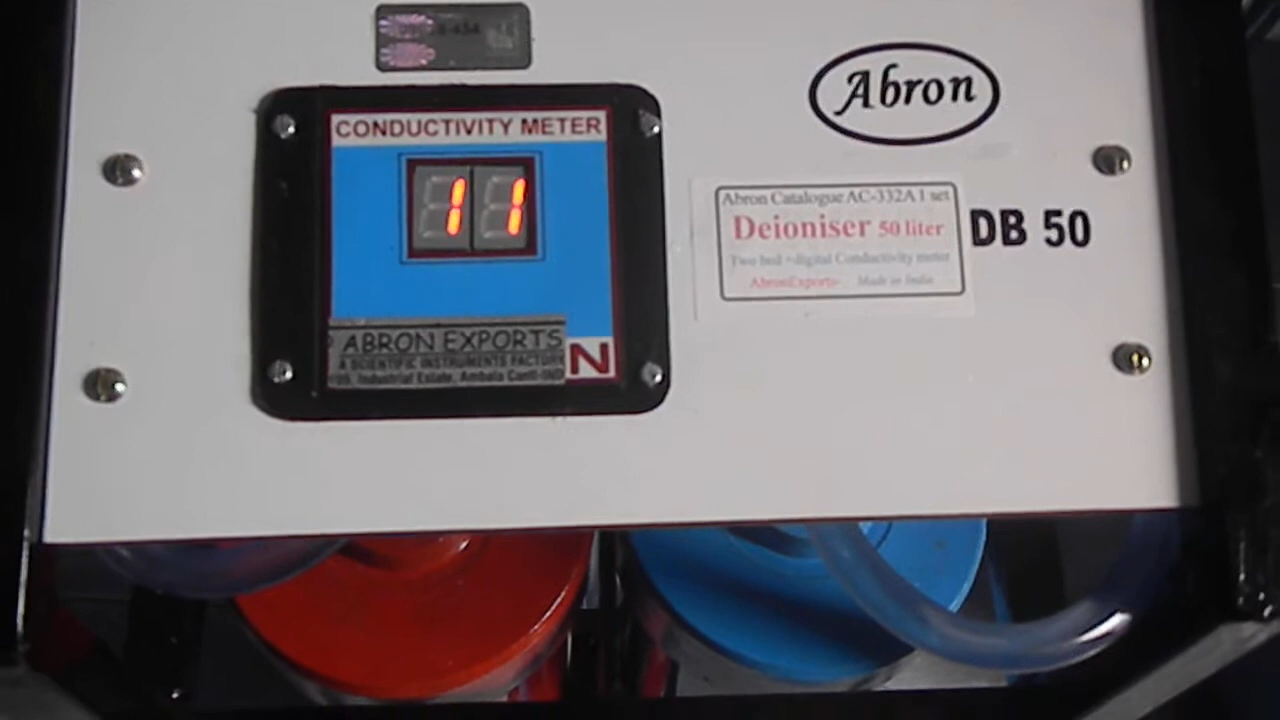 Abron
CONDUCTIVITY METER
11
Abron Catalogue AC-332A 1 set
Deioniser 50 liter
Two bed +digital Conductivity meter
AbronExports- Made in India
DB 50
ABRON EXPORTS
A SCIENTIFIC INSTRUMENTS FACTORY
Industrial Estate, Ambala Cantt-IND
N